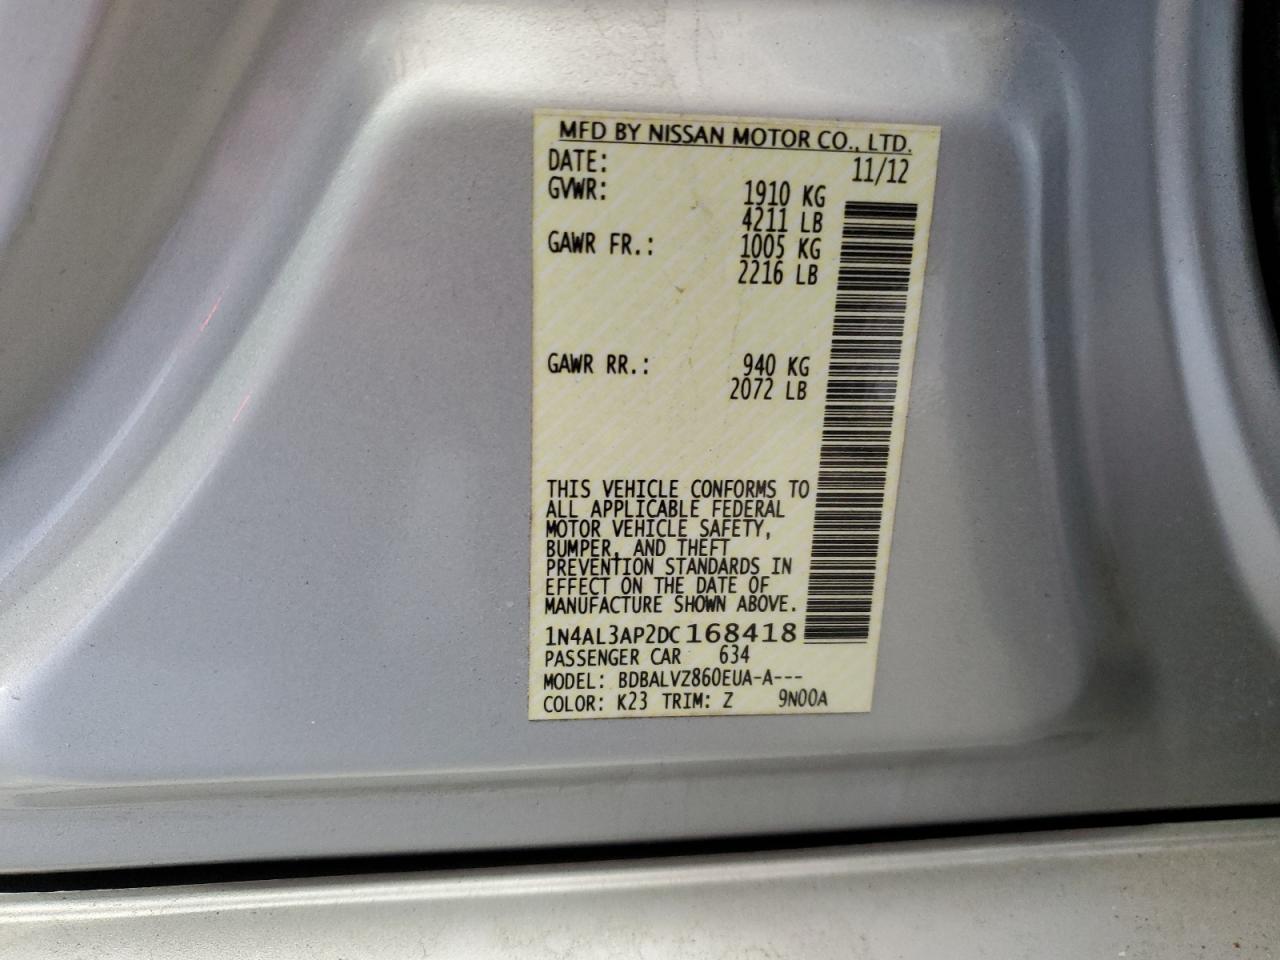 MFD BY NISSAN MOTOR CO., LTD.
DATE: 11/12
GVWR: 1910 KG
4211 LB
GAWR FR.: 1005 KG
2216 LB
GAWR RR.: 940 KG
2072 LB
THIS VEHICLE CONFORMS TO
ALL APPLICABLE FEDERAL
MOTOR VEHICLE SAFETY,
BUMPER, AND THEFT
PREVENTION STANDARDS IN
EFFECT ON THE DATE OF
MANUFACTURE SHOWN ABOVE.
1N4AL3AP2DC168418
PASSENGER CAR 634
MODEL: BDBALVZ860EUA-A---
COLOR: K23 TRIM: Z 9N00A